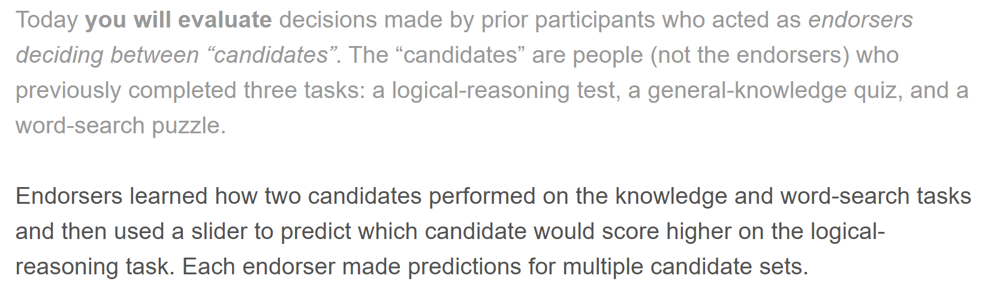 Today you will evaluate decisions made by prior participants who acted as endorsers
deciding between “candidates”. The “candidates” are people (not the endorsers) who
previously completed three tasks: a logical-reasoning test, a general-knowledge quiz, and a
word-search puzzle.
Endorsers learned how two candidates performed on the knowledge and word-search tasks
and then used a slider to predict which candidate would score higher on the logical-
reasoning task. Each endorser made predictions for multiple candidate sets.